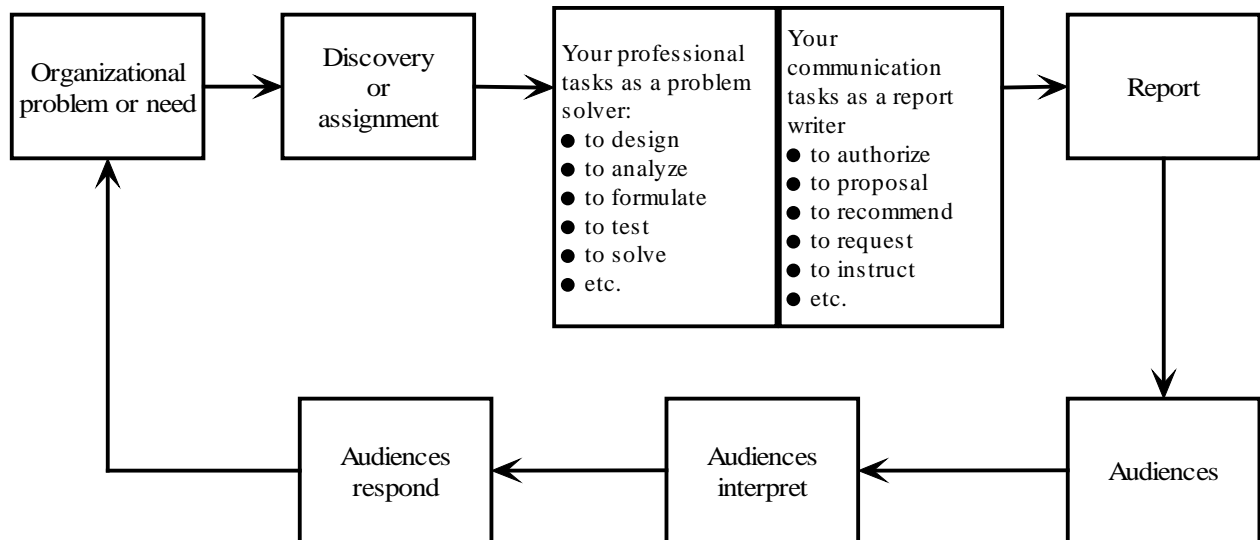 Organizational
problem or need
Discovery
or
assignment
Your professional
tasks as a problem
solver:
● to design
● to analyze
● to formulate
● to test
● to solve
● etc.
Your
communication
tasks as a report
writer
● to authorize
● to proposal
● to recommend
● to request
● to instruct
● etc.
Report
Audiences
respond
Audiences
interpret
Audiences